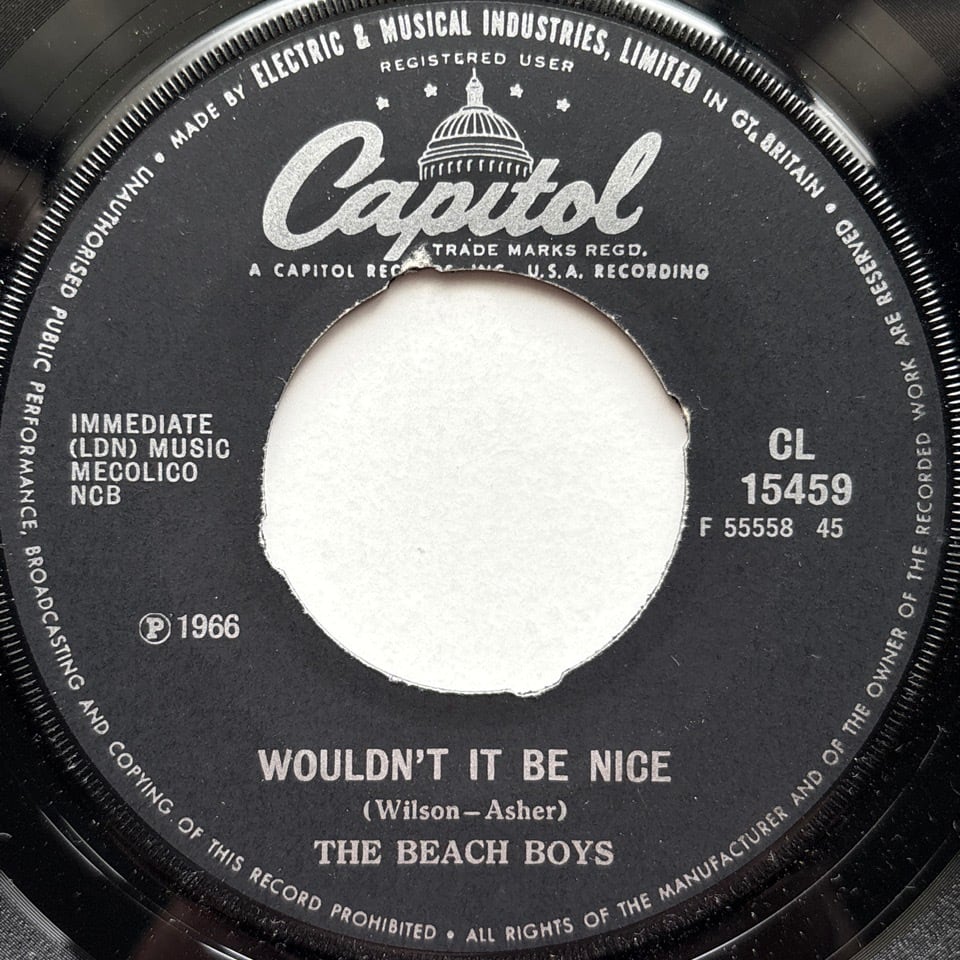 MADE BY ELECTRIC & MUSICAL INDUSTRIES, LIMITED IN GT. BRITAIN • ALL RIGHTS OF THE MANUFACTURER AND OF THE OWNER OF THE RECORDED WORK ARE RESERVED • UNAUTHORISED PUBLIC PERFORMANCE, BROADCASTING AND COPYING OF THIS RECORD PROHIBITED •
REGISTERED USER
Capitol
TRADE MARKS REGD.
A CAPITOL INC. U.S.A. RECORDING
IMMEDIATE
(LDN) MUSIC
MECOLICO
NCB
CL
15459
F 55558 45
Ⓟ 1966
WOULDN'T IT BE NICE
(Wilson—Asher)
THE BEACH BOYS